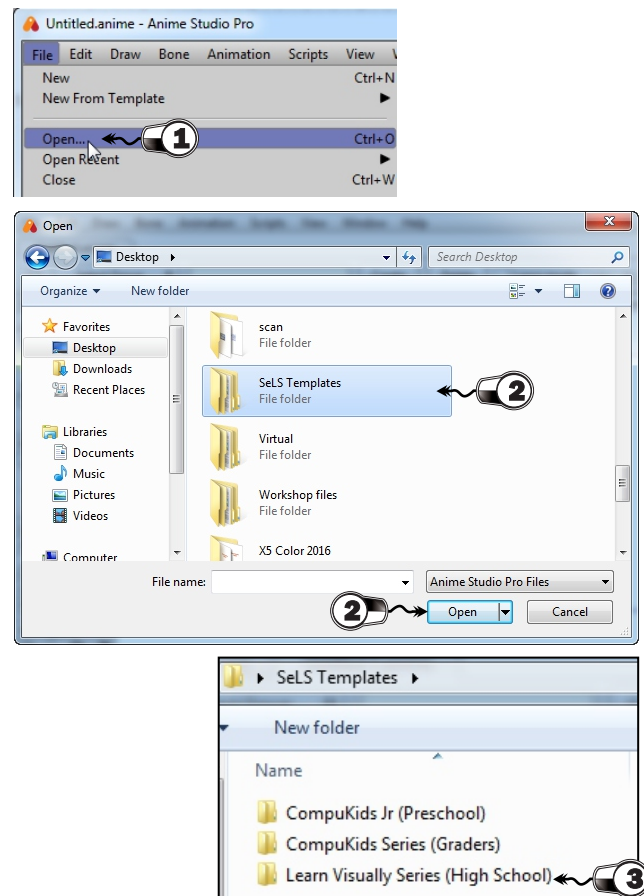 Untitled.anime - Anime Studio Pro
File Edit Draw Bone Animation Scripts View
New Ctrl+N
New From Template
Open... Ctrl+O
1
Open Recent
Close Ctrl+W
Open
Desktop
Search Desktop
Organize New folder
Favorites
Desktop
Downloads
Recent Places
Libraries
Documents
Music
Pictures
Videos
Computer
scan
File folder
SeLS Templates
File folder
2
Virtual
File folder
Workshop files
File folder
X5 Color 2016
File name:
Anime Studio Pro Files
2
Open Cancel
SeLS Templates
New folder
Name
CompuKids Jr (Preschool)
CompuKids Series (Graders)
Learn Visually Series (High School)
3